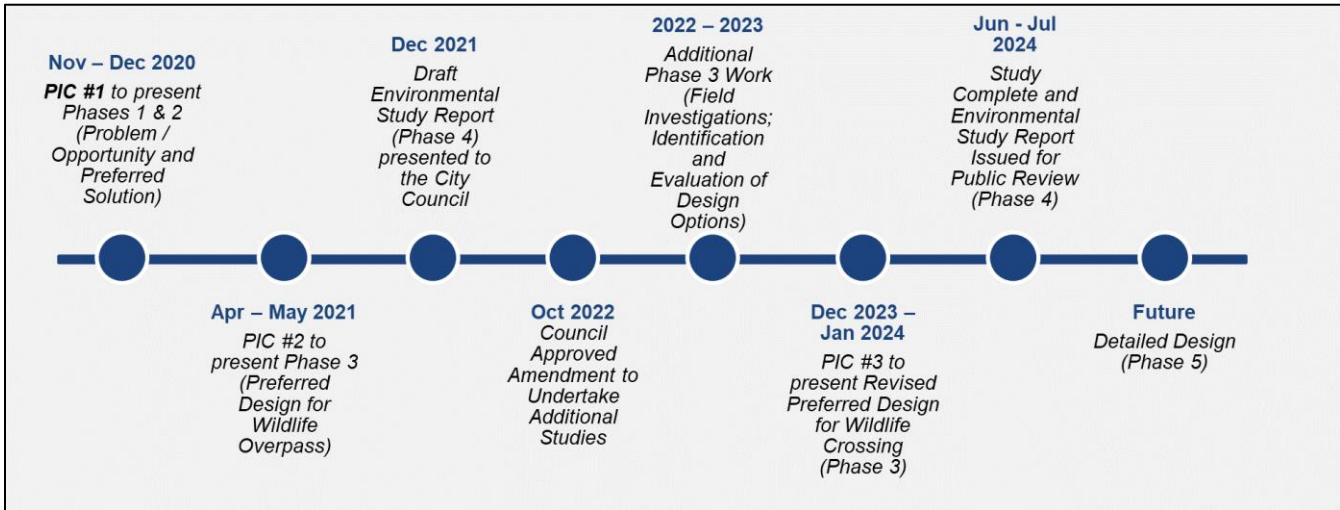 Nov – Dec 2020
PIC #1 to present
Phases 1 & 2
(Problem /
Opportunity and
Preferred
Solution)
Apr – May 2021
PIC #2 to
present Phase 3
(Preferred
Design for
Wildlife
Overpass)
Dec 2021
Draft
Environmental
Study Report
(Phase 4)
presented to
the City
Council
Oct 2022
Council
Approved
Amendment to
Undertake
Additional
Studies
2022 – 2023
Additional
Phase 3 Work
(Field
Investigations;
Identification
and
Evaluation of
Design
Options)
Dec 2023 –
Jan 2024
PIC #3 to
present Revised
Preferred Design
for Wildlife
Crossing
(Phase 3)
Jun - Jul
2024
Study
Complete and
Environmental
Study Report
Issued for
Public Review
(Phase 4)
Future
Detailed Design
(Phase 5)